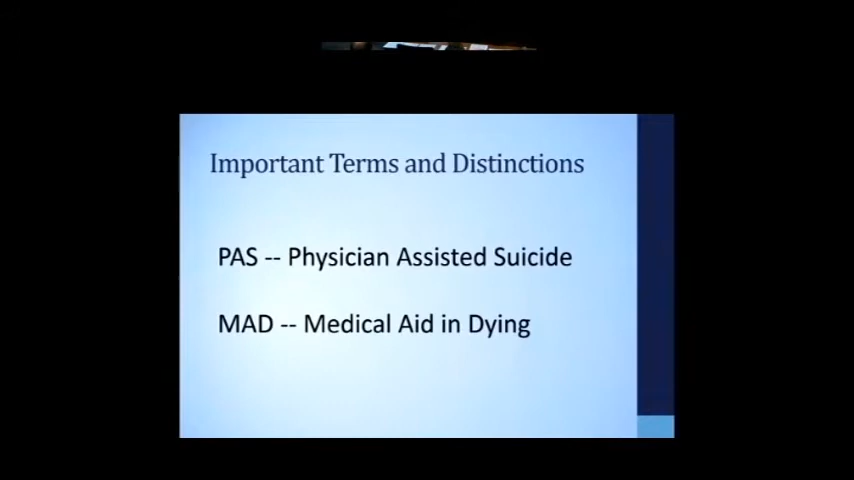 Important Terms and Distinctions
PAS -- Physician Assisted Suicide
MAD -- Medical Aid in Dying